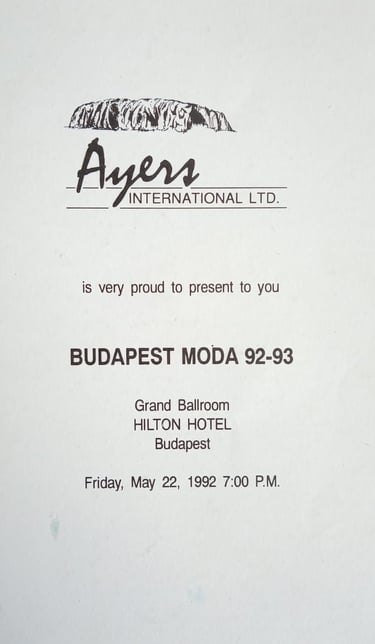 Ayers
INTERNATIONAL LTD.
is very proud to present to you
BUDAPEST MODA 92-93
Grand Ballroom
HILTON HOTEL
Budapest
Friday, May 22, 1992 7:00 P.M.